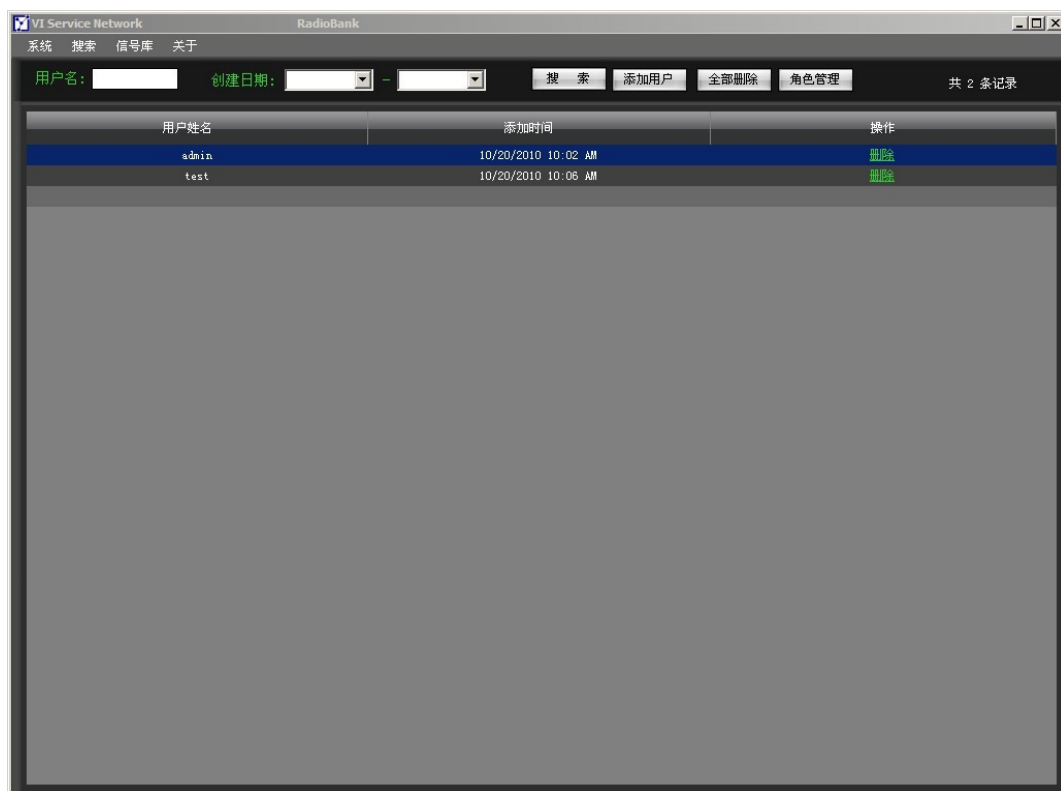 VI Service Network RadioBank
系统 搜索 信号库 关于
用户名: 创建日期: - 搜 索 添加用户 全部删除 角色管理 共 2 条记录
用户姓名 添加时间 操作
admin 10/20/2010 10:02 AM 删除
test 10/20/2010 10:06 AM 删除